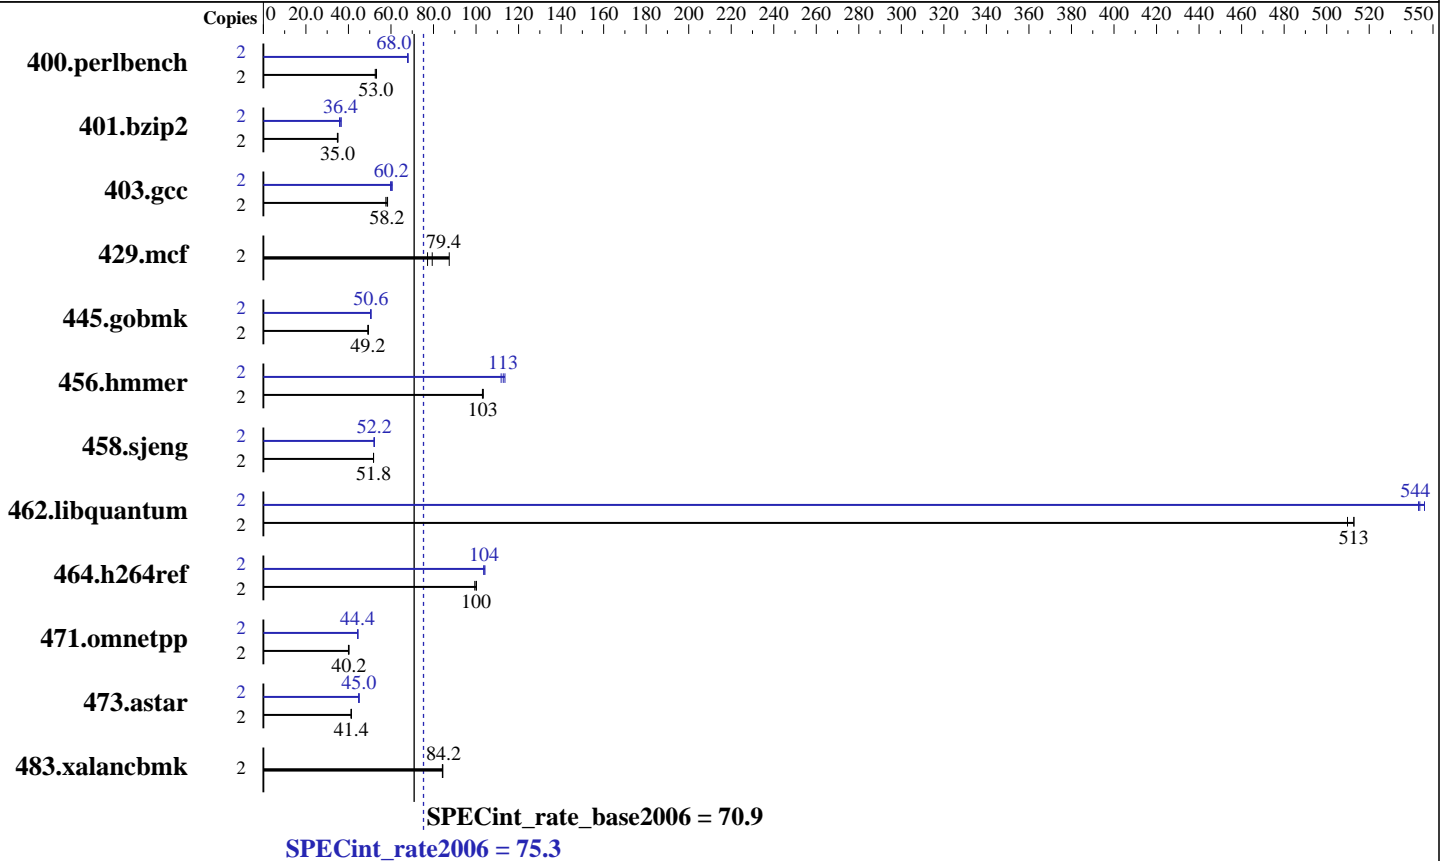 Copies 0 20.0 40.0 60.0 80.0 100 120 140 160 180 200 220 240 260 280 300 320 340 360 380 400 420 440 460 480 500 520 550
400.perlbench 2 68.0
2 53.0
401.bzip2 2 36.4
2 35.0
403.gcc 2 60.2
2 58.2
429.mcf 2 79.4
445.gobmk 2 50.6
2 49.2
456.hmmer 2 113
2 103
458.sjeng 2 52.2
2 51.8
462.libquantum 2 544
2 513
464.h264ref 2 104
2 100
471.omnetpp 2 44.4
2 40.2
473.astar 2 45.0
2 41.4
483.xalancbmk 2 84.2
SPECint_rate_base2006 = 70.9
SPECint_rate2006 = 75.3